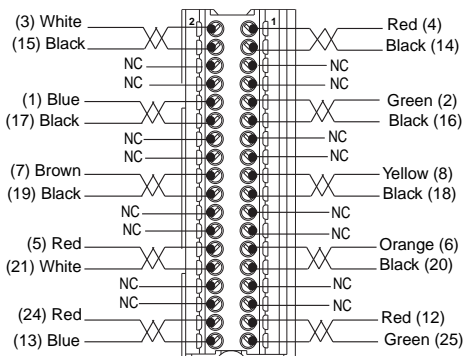 (3) White 2 1 Red (4)
(15) Black Black (14)
NC NC
NC NC
(1) Blue Green (2)
(17) Black Black (16)
NC NC
NC NC
(7) Brown Yellow (8)
(19) Black Black (18)
NC NC
NC NC
(5) Red Orange (6)
(21) White Black (20)
NC NC
NC NC
(24) Red Red (12)
(13) Blue Green (25)